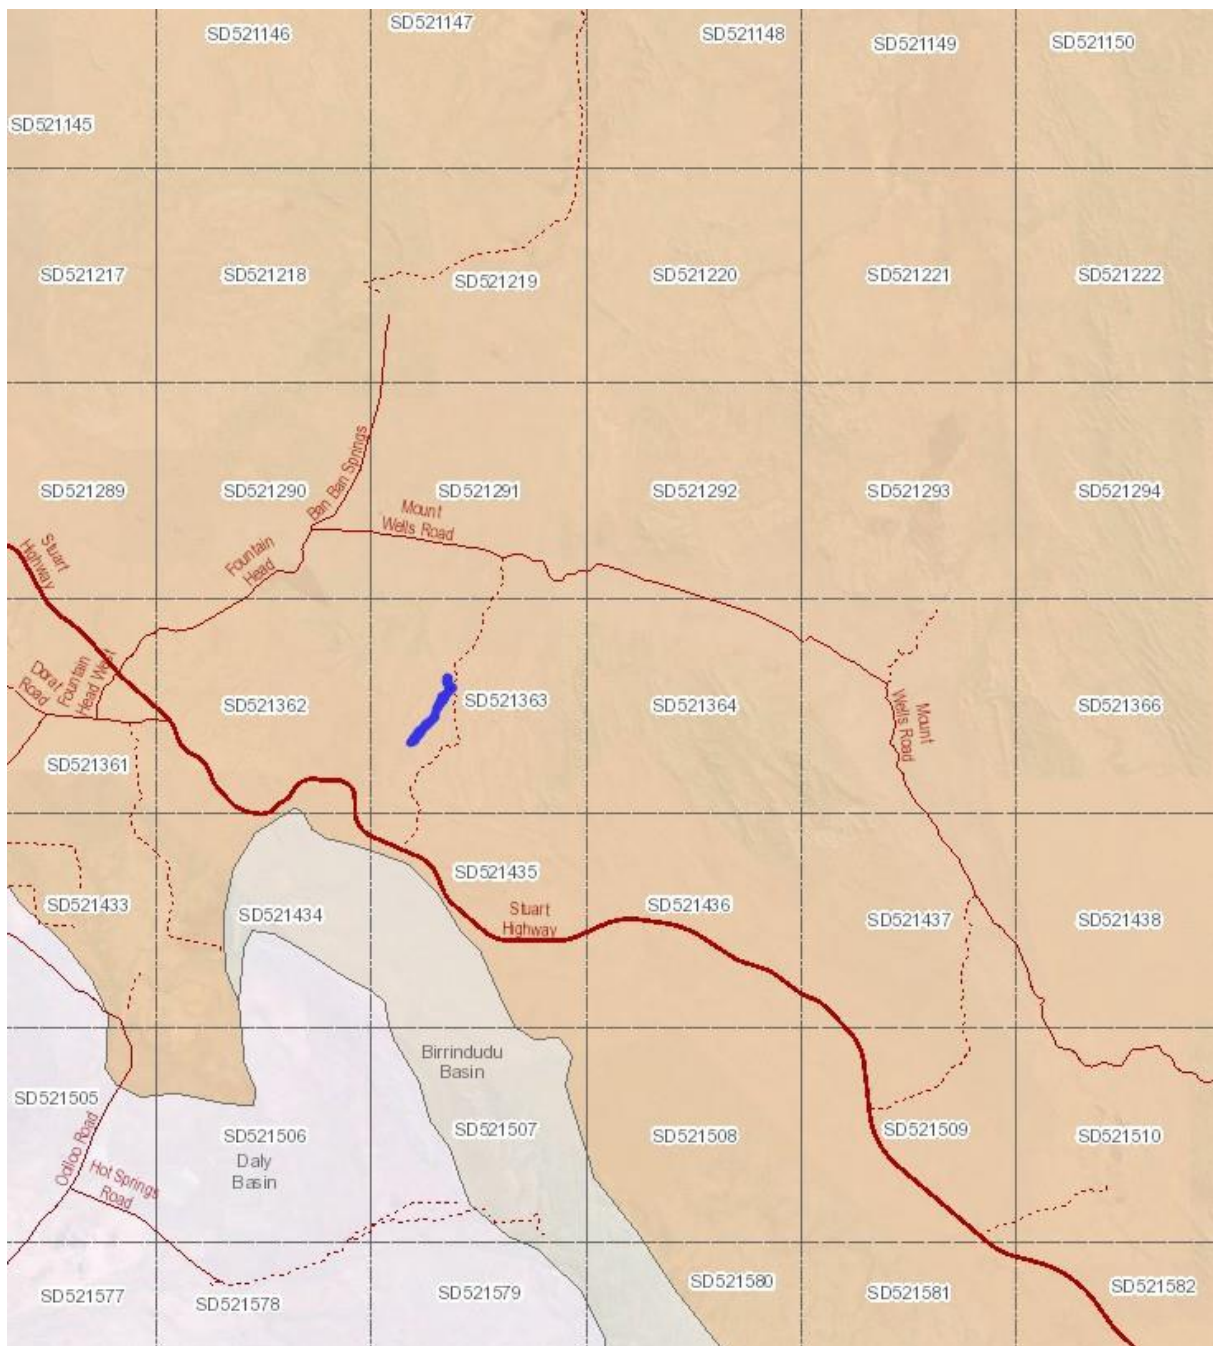 SD521146
SD521147
SD521148
SD521149
SD521150
SD521145
SD521217
SD521218
SD521219
SD521220
SD521221
SD521222
Ban Ban Springs
SD521289
SD521290
SD521291
SD521292
SD521293
SD521294
Mount
Wells Road
Stuart
Highway
Fountain
Head
Dorat
Road
Fountain
Head West
SD521362
SD521363
SD521364
Mount
Wells Road
SD521366
SD521361
SD521433
SD521434
SD521435
Stuart
Highway
SD521436
SD521437
SD521438
Birrindudu
Basin
SD521505
SD521506
SD521507
SD521508
SD521509
SD521510
Daly
Basin
Oolloo Road
Hot Springs
Road
SD521577
SD521578
SD521579
SD521580
SD521581
SD521582